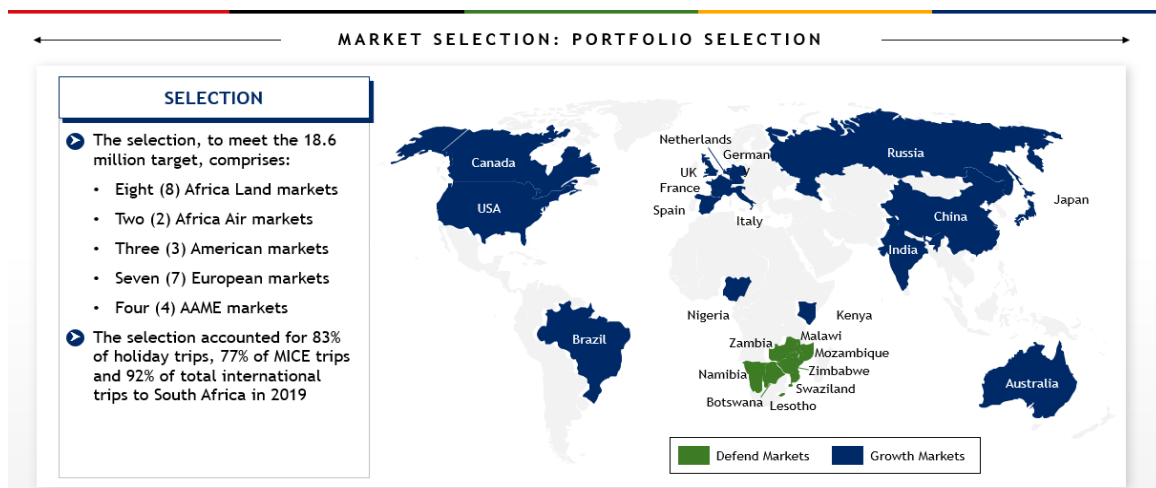 MARKET SELECTION: PORTFOLIO SELECTION
SELECTION
The selection, to meet the 18.6
million target, comprises:
• Eight (8) Africa Land markets
• Two (2) Africa Air markets
• Three (3) American markets
• Seven (7) European markets
• Four (4) AAME markets
The selection accounted for 83%
of holiday trips, 77% of MICE trips
and 92% of total international
trips to South Africa in 2019
Canada
USA
Brazil
Netherlands
German
y
UK
France
Spain
Italy
Russia
China
Japan
India
Nigeria
Kenya
Malawi
Zambia
Mozambique
Zimbabwe
Namibia
Swaziland
Botswana
Lesotho
Australia
Defend Markets
Growth Markets